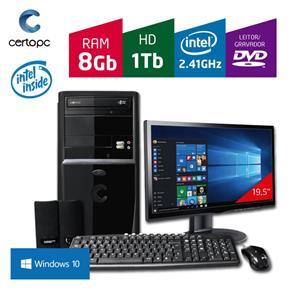 certopc
RAM
8Gb
HD
1Tb
intel
2.41GHz
LEITOR/
GRAVADOR
DVD
intel
inside
19,5"
Windows 10